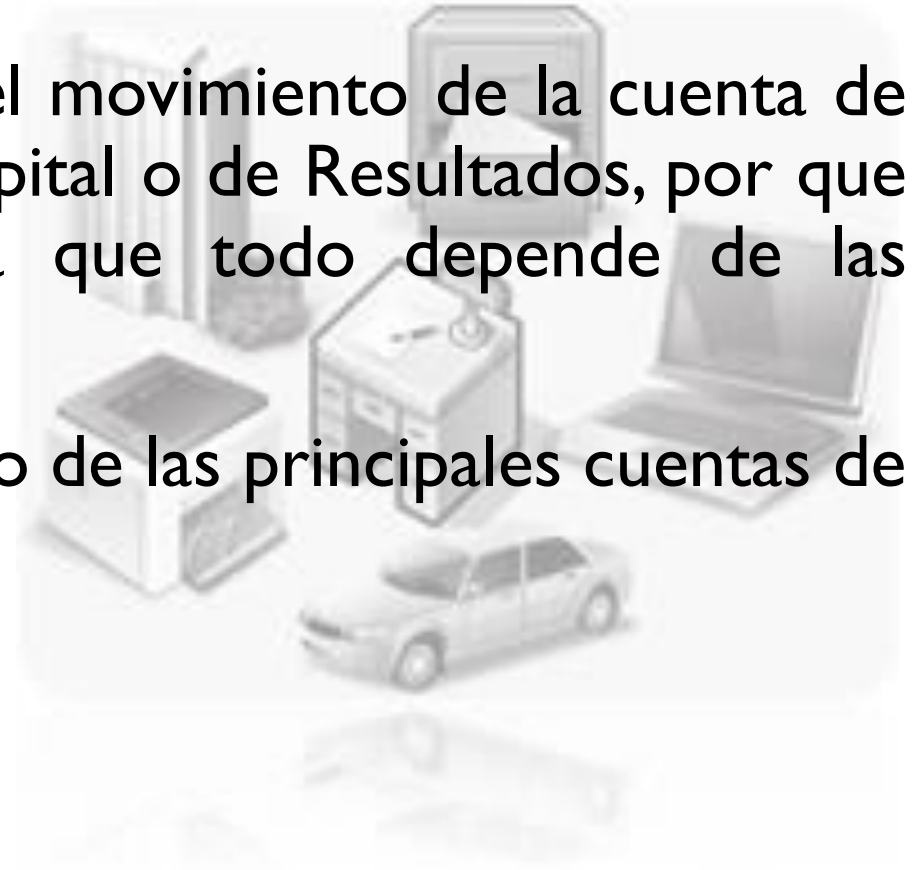 el movimiento de la cuenta de
pital o de Resultados, por que
que todo depende de las
o de las principales cuentas de